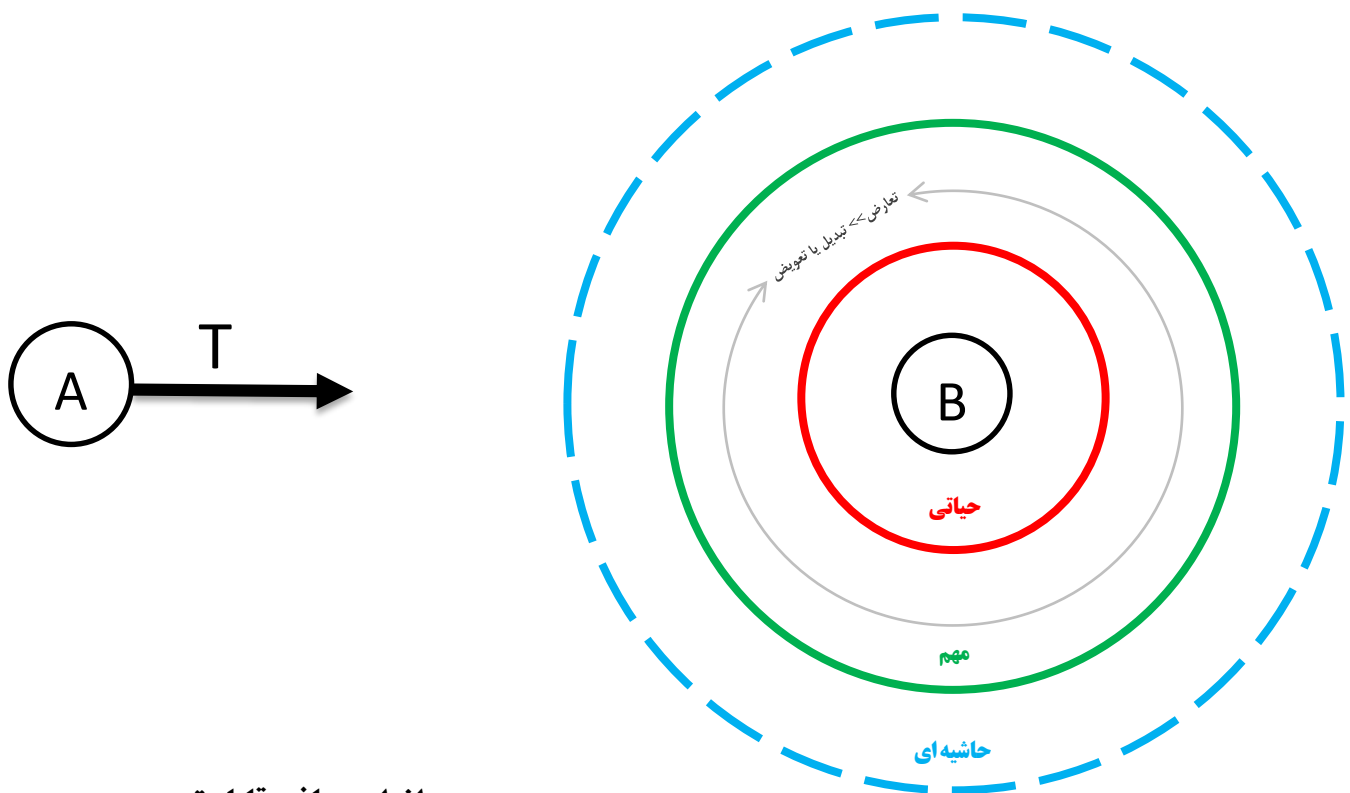 T
A
B
تعارض>> تبدیل یا تعویض
حیاتی
مهم
حاشیه ای